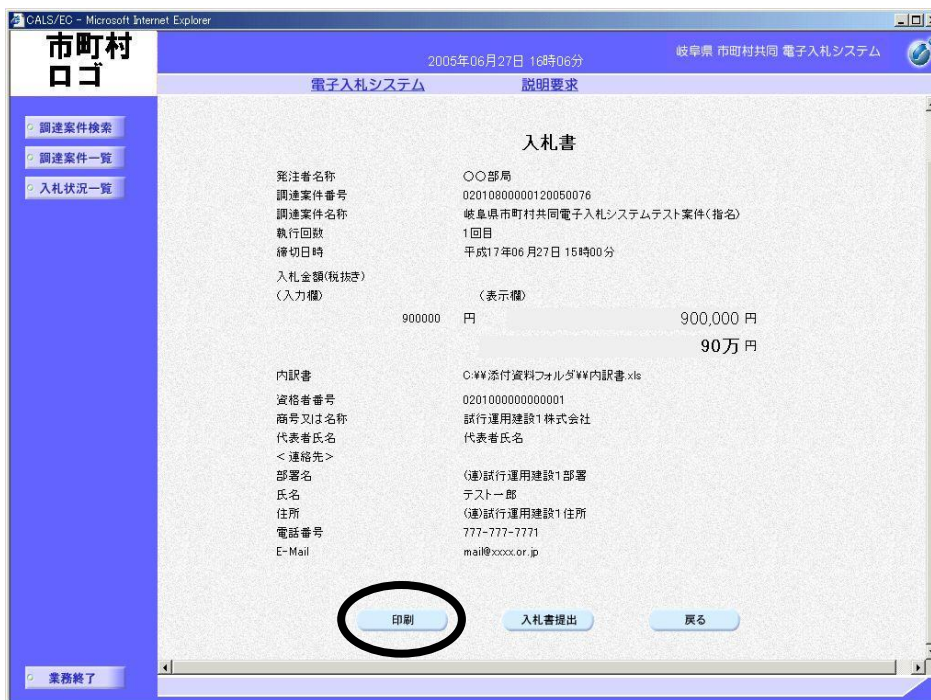 CALS/EC - Microsoft Internet Explorer
市町村
ロゴ
2005年06月27日 16時06分
岐阜県 市町村共同 電子入札システム
電子入札システム 説明要求
調達案件検索
調達案件一覧
入札状況一覧
入札書
発注者名称 〇〇部局
調達案件番号 02010800000120050076
調達案件名称 岐阜県市町村共同電子入札システムテスト案件(指名)
執行回数 1回目
締切日時 平成17年06月27日 15時00分
入札金額(税抜き)
(入力欄) (表示欄)
900000 円 900,000 円
90万 円
内訳書 C:¥¥添付資料フォルダ¥¥内訳書.xls
資格者番号 0201000000000001
商号又は名称 試行運用建設1株式会社
代表者氏名 代表者氏名
<連絡先>
部署名 (連)試行運用建設1部署
氏名 テスト一郎
住所 (連)試行運用建設1住所
電話番号 777-777-7771
E-Mail mail@xxxx.or.jp
印刷 入札書提出 戻る
業務終了